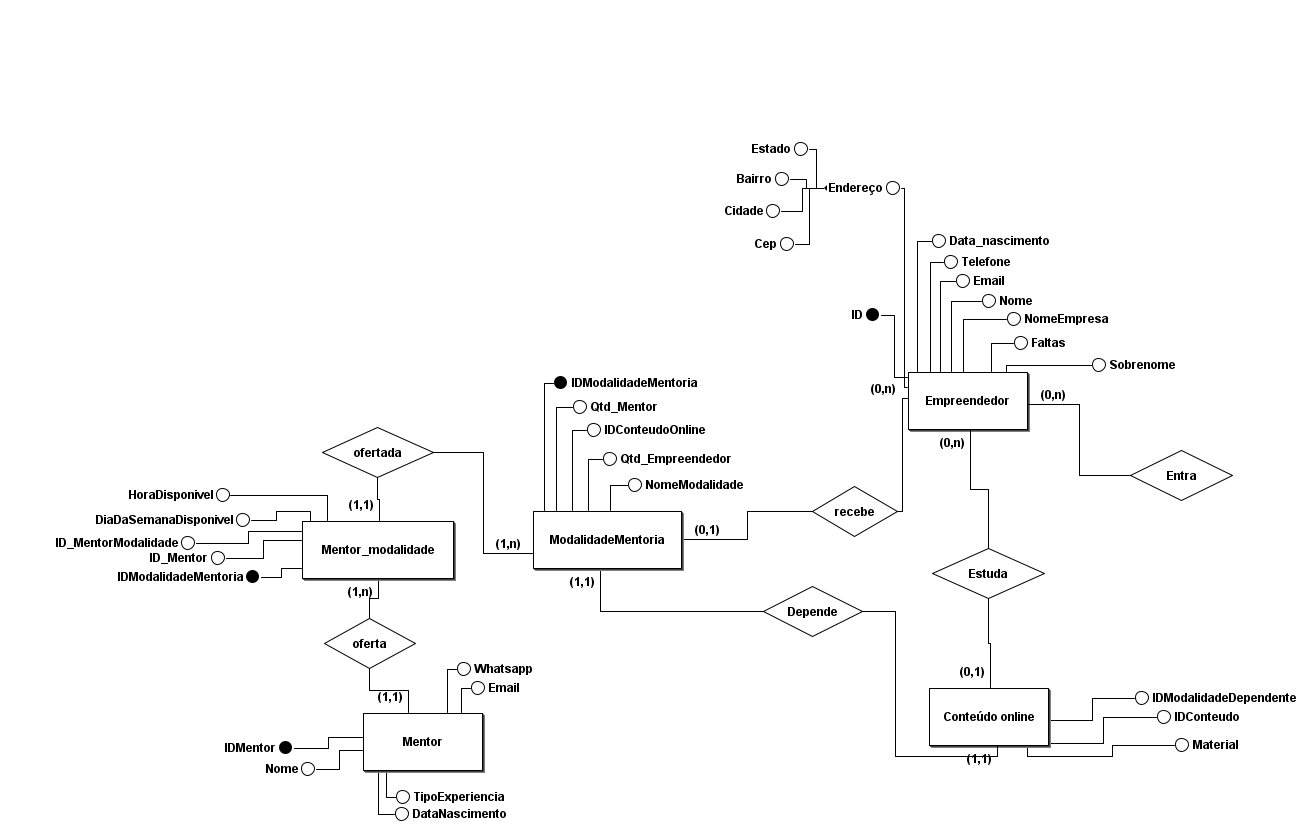 Estado
Bairro
Endereço
Cidade
Cep
Data_nascimento
Telefone
Email
Nome
ID
NomeEmpresa
Faltas
Sobrenome
(0,n)
Empreendedor
(0,n)
(0,n)
IDModalidadeMentoria
Qtd_Mentor
IDConteudoOnline
Qtd_Empreendedor
NomeModalidade
ofertada
Entra
HoraDisponivel
(1,1)
DiaDaSemanaDisponivel
ID_MentorModalidade
ID_Mentor
IDModalidadeMentoria
Mentor_modalidade
(1,n)
ModalidadeMentoria
(0,1)
recebe
(1,1)
Estuda
(1,n)
Depende
oferta
(0,1)
Whatsapp
Email
(1,1)
IDModalidadeDependente
Conteúdo online
IDConteudo
Material
(1,1)
Mentor
IDMentor
Nome
TipoExperiencia
DataNascimento